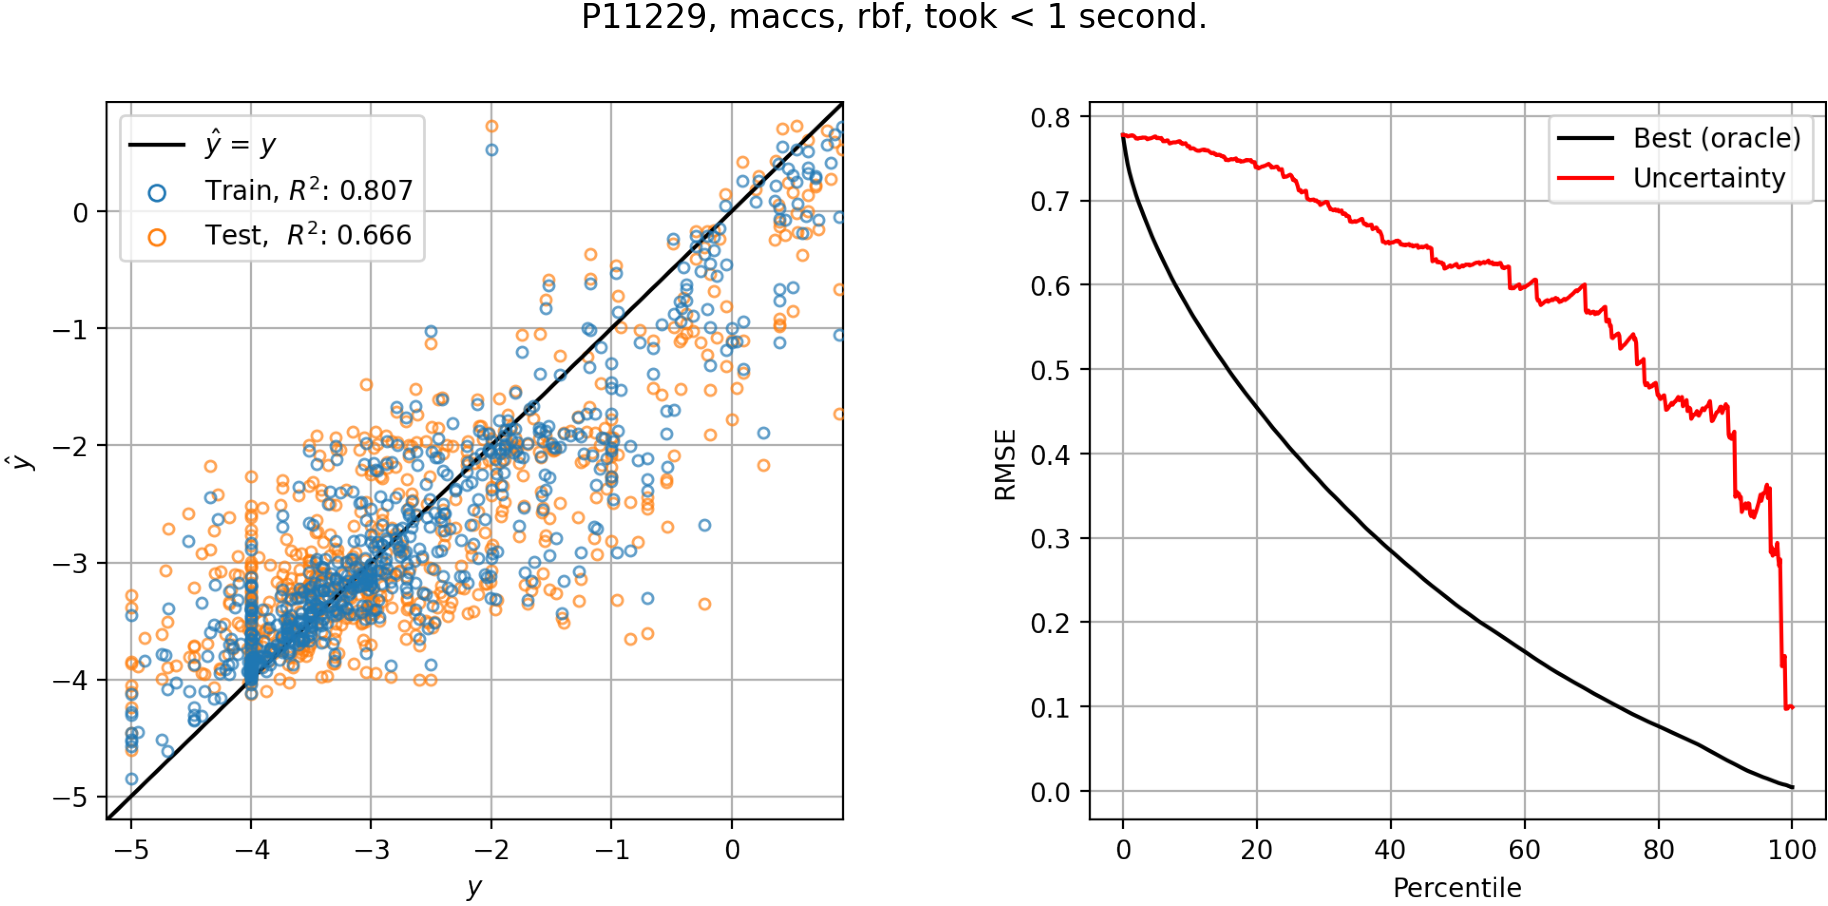 P11229, maccs, rbf, took < 1 second.
ŷ = y
Train, R²: 0.807
Test, R²: 0.666
0
−1
−2
−3
−4
−5
ŷ
−5 −4 −3 −2 −1 0
y
Best (oracle)
Uncertainty
0.8
0.7
0.6
0.5
0.4
0.3
0.2
0.1
0.0
RMSE
0 20 40 60 80 100
Percentile